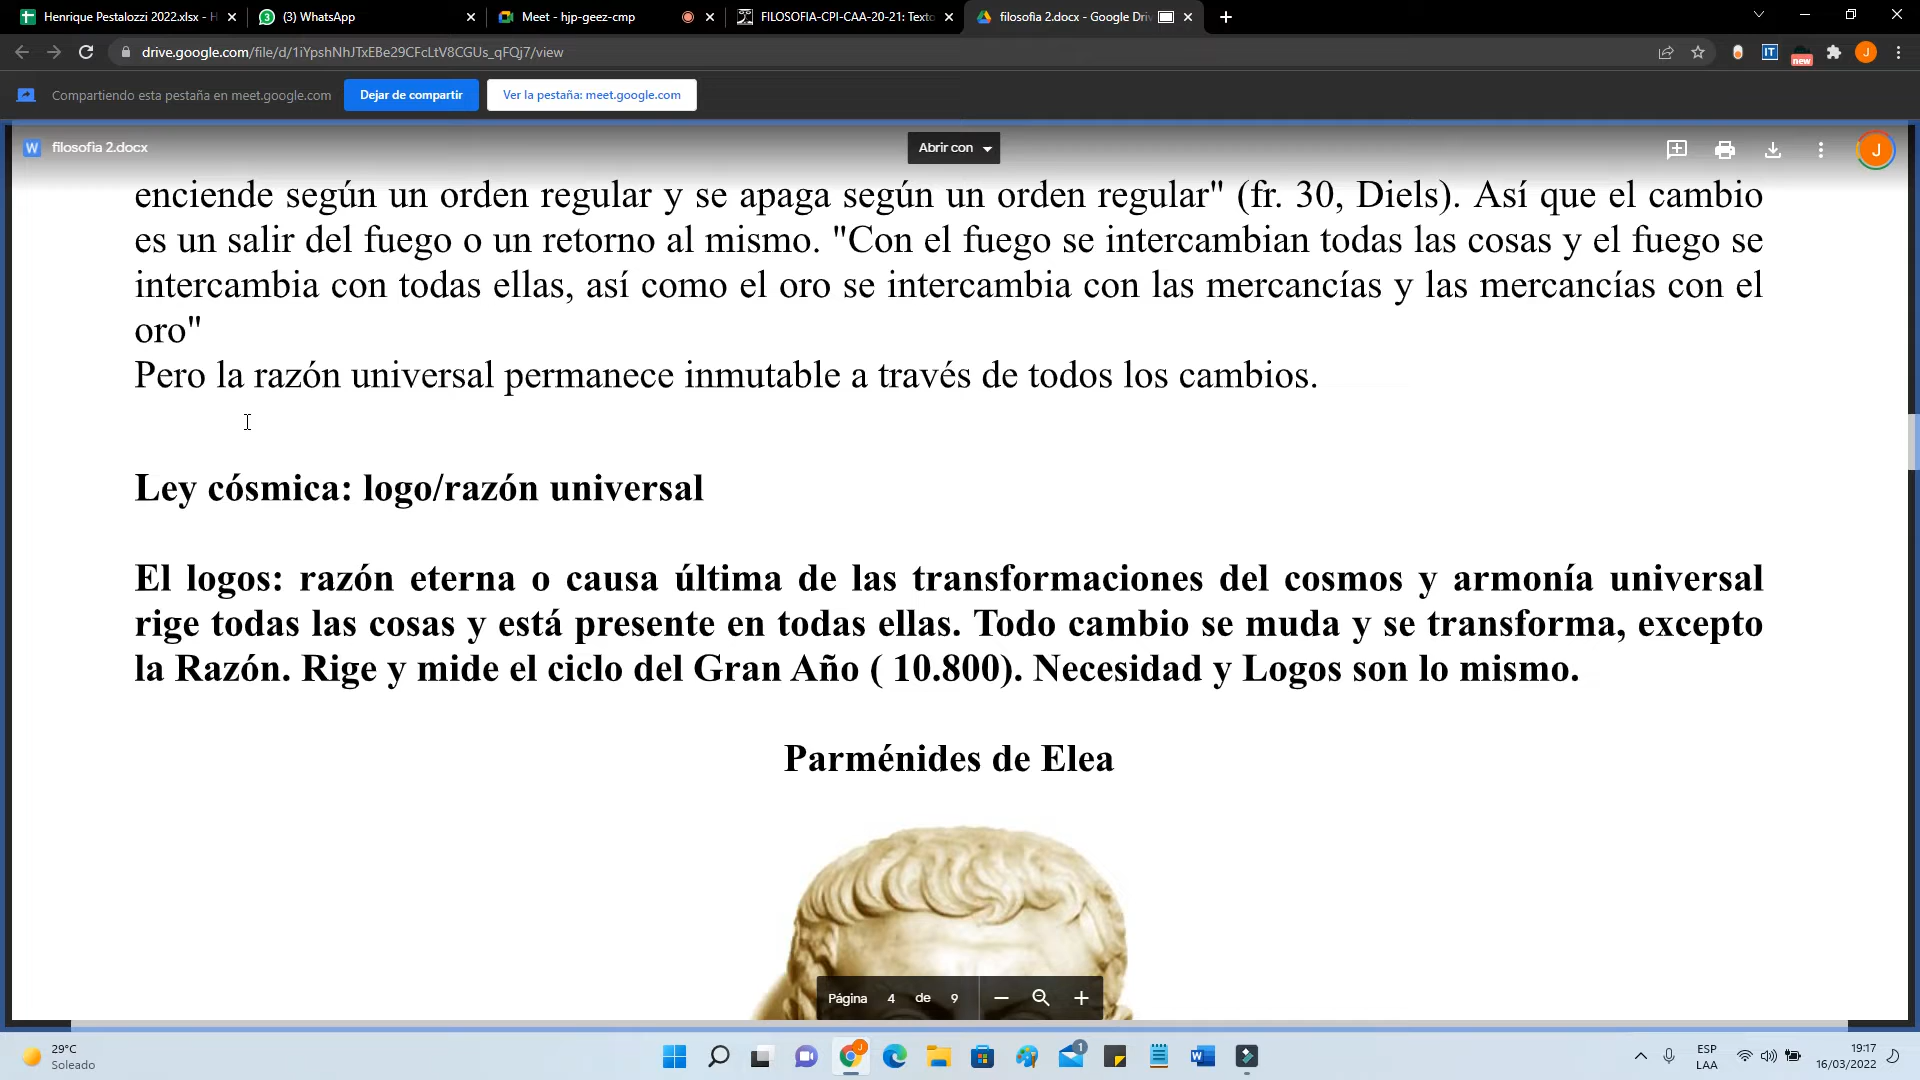 Henrique Pestalozzi 2022.xlsx - H
(3) WhatsApp
Meet - hjp-geez-cmp
FILOSOFIA-CPI-CAA-20-21: Texto
filosofia 2.docx - Google Driv
drive.google.com/file/d/1iYpshNhJTxEBe29CFcLtV8CGUs_qFQj7/view
IT
new
J
Compartiendo esta pestaña en meet.google.com
Dejar de compartir
Ver la pestaña: meet.google.com
W
filosofia 2.docx
Abrir con
J
enciende según un orden regular y se apaga según un orden regular" (fr. 30, Diels). Así que el cambio
es un salir del fuego o un retorno al mismo. "Con el fuego se intercambian todas las cosas y el fuego se
intercambia con todas ellas, así como el oro se intercambia con las mercancías y las mercancías con el
oro"
Pero la razón universal permanece inmutable a través de todos los cambios.
Ley cósmica: logo/razón universal
El logos: razón eterna o causa última de las transformaciones del cosmos y armonía universal
rige todas las cosas y está presente en todas ellas. Todo cambio se muda y se transforma, excepto
la Razón. Rige y mide el ciclo del Gran Año ( 10.800). Necesidad y Logos son lo mismo.
Parménides de Elea
Página 4 de 9
29°C
Soleado
1
ESP
LAA
19:17
16/03/2022